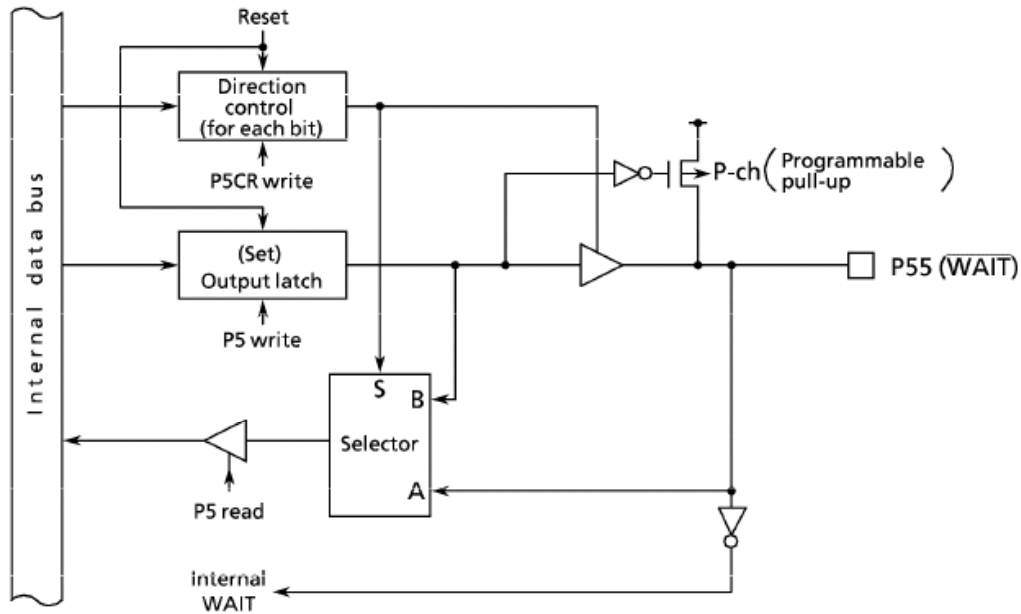 Reset
Direction
control
(for each bit)
P5CR write
Internal data bus
P-ch (Programmable
pull-up)
(Set)
Output latch
P55 (W̅A̅I̅T̅)
P5 write
S
B
Selector
A
P5 read
internal
WAIT